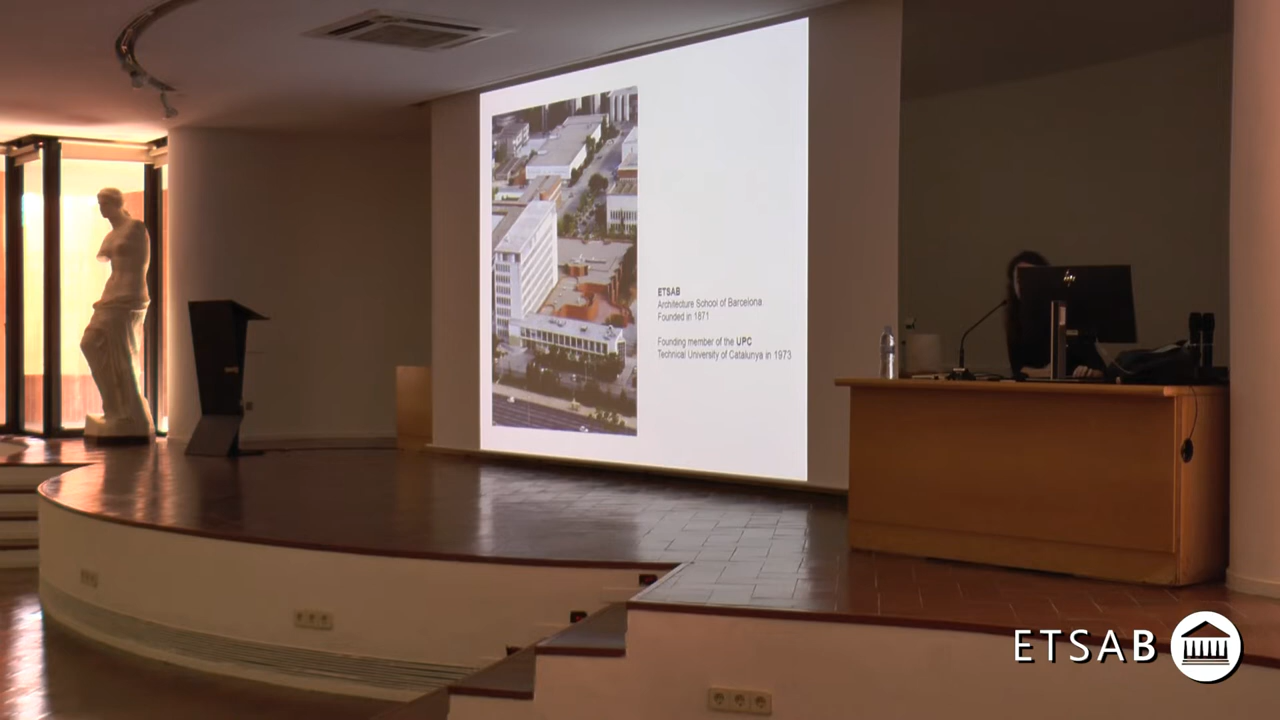 ETSAB
Architecture School of Barcelona
Founded in 1871
Founding member of the UPC
Technical University of Catalunya in 1973
hp
ETSAB